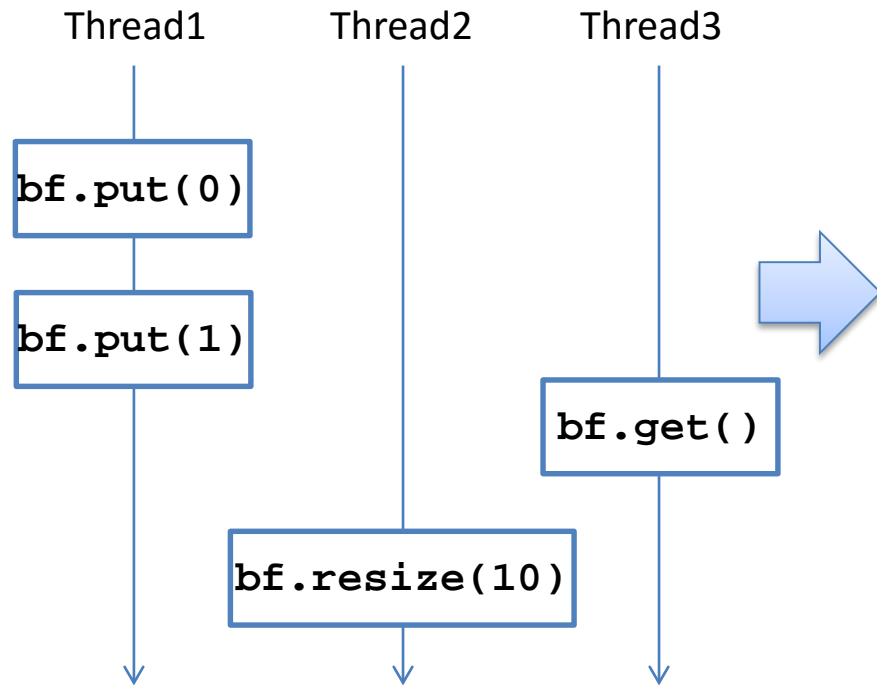 Thread1 Thread2 Thread3
bf.put(0)
bf.put(1)
bf.get()
bf.resize(10)